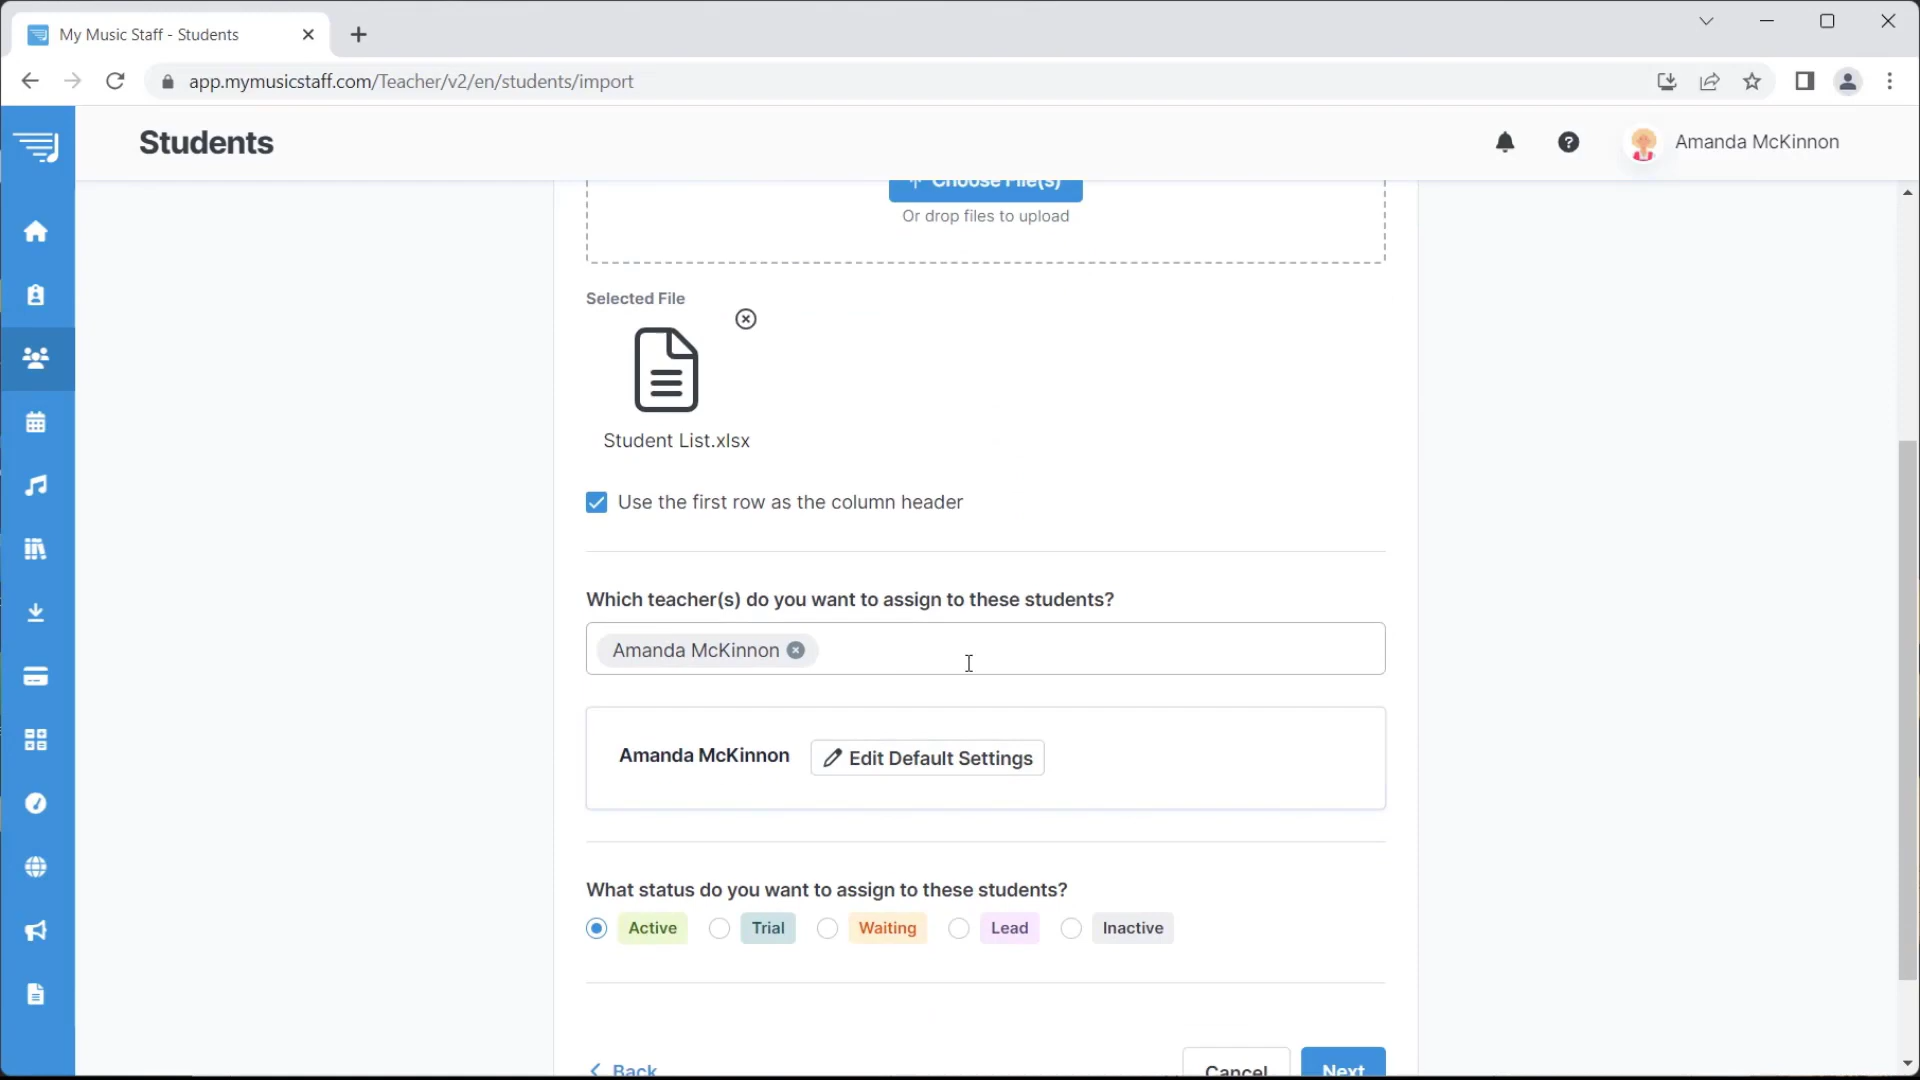 My Music Staff - Students
app.mymusicstaff.com/Teacher/v2/en/students/import
Students
Amanda McKinnon
Choose File(s)
Or drop files to upload
Selected File
Student List.xlsx
Use the first row as the column header
Which teacher(s) do you want to assign to these students?
Amanda McKinnon
Amanda McKinnon Edit Default Settings
What status do you want to assign to these students?
Active Trial Waiting Lead Inactive
Back Cancel Next